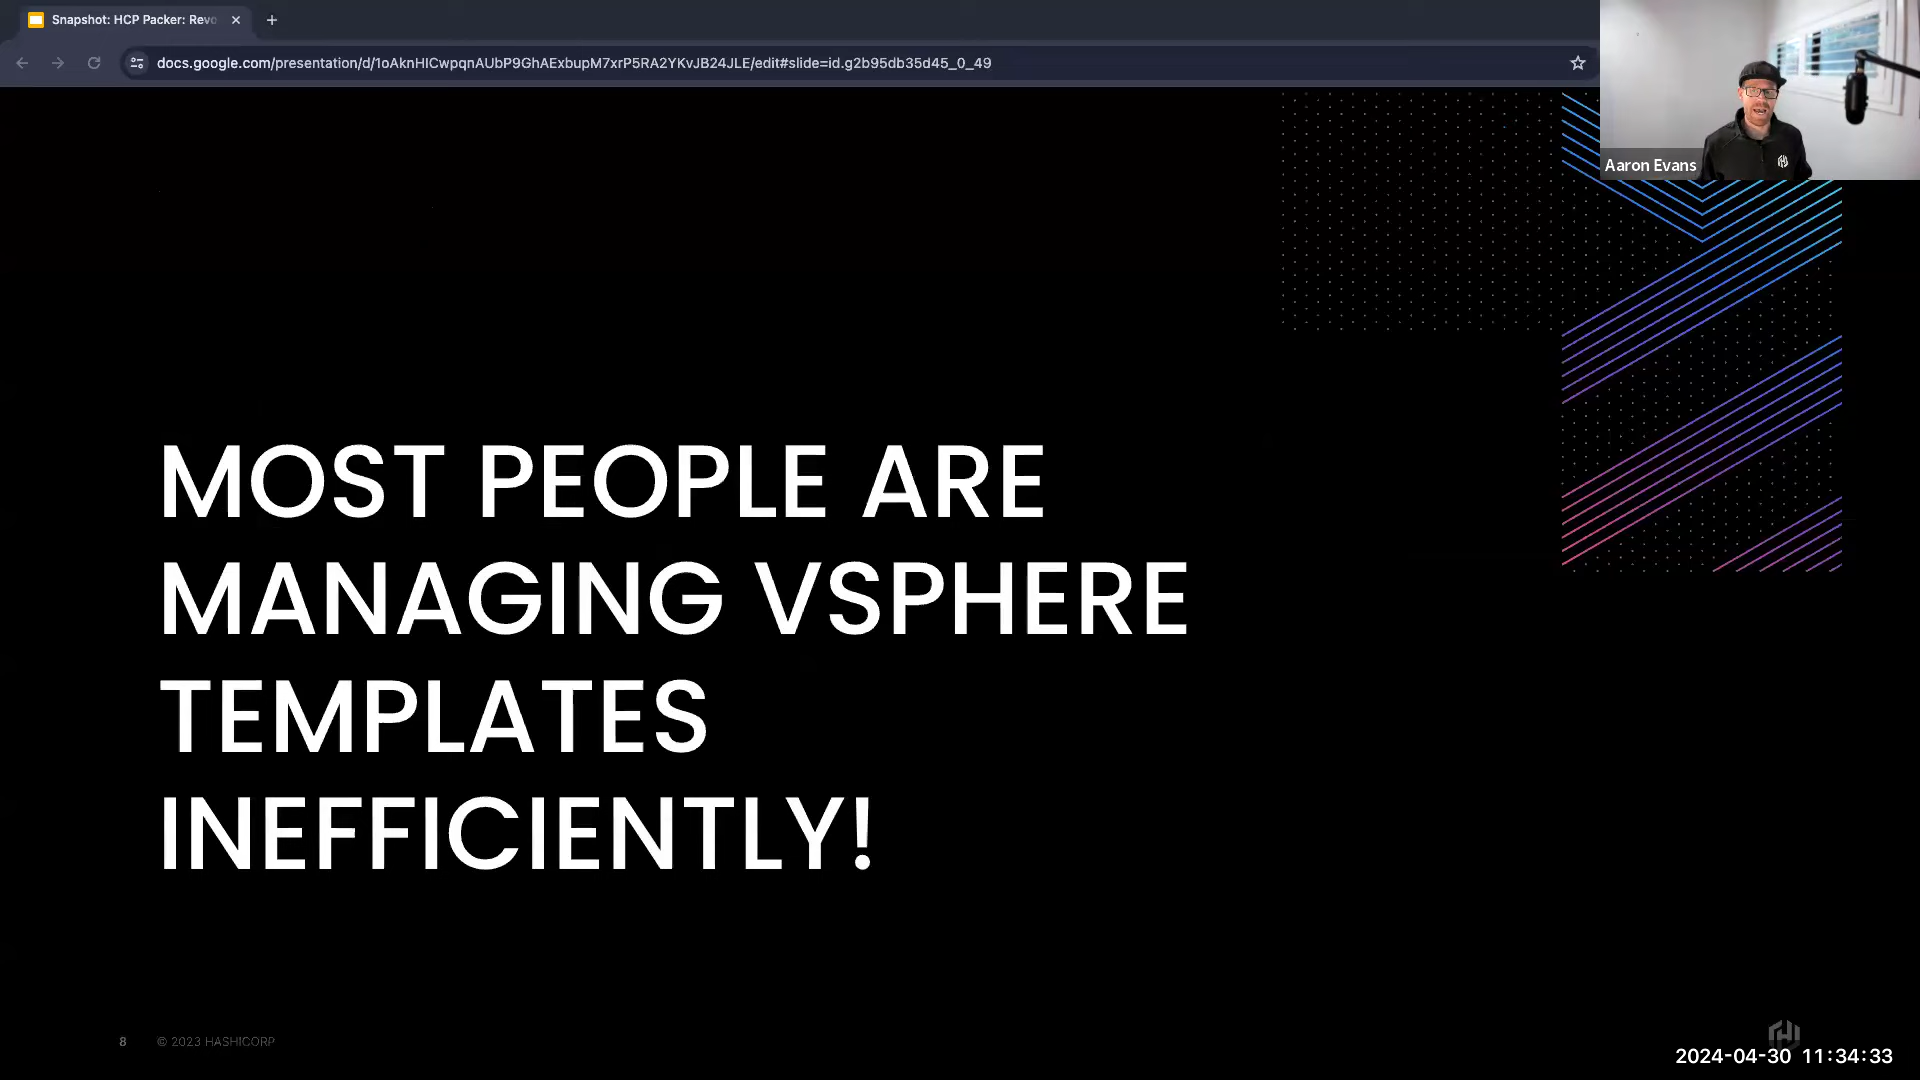 Snapshot: HCP Packer: Revo
docs.google.com/presentation/d/1oAknHlCwpqnAUbP9GhAExbupM7xrP5RA2YKvJB24JLE/edit#slide=id.g2b95db35d45_0_49
Aaron Evans
MOST PEOPLE ARE
MANAGING VSPHERE
TEMPLATES
INEFFICIENTLY!
8 © 2023 HASHICORP
2024-04-30 11:34:33